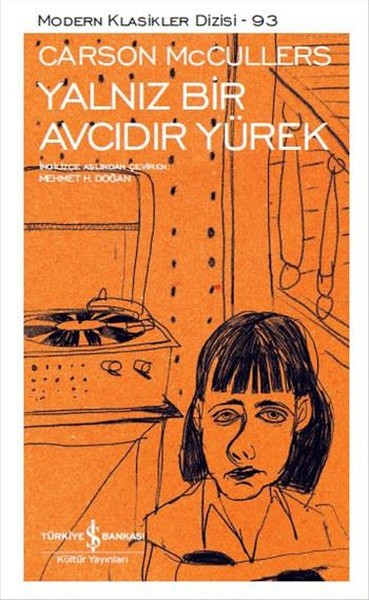 MODERN KLASİKLER DİZİSİ - 93
CARSON McCULLERS
YALNIZ BİR
AVCIDIR YÜREK
İNGİLİZCE ASLINDAN ÇEVİREN:
MEHMET H. DOĞAN
TÜRKİYE İŞ BANKASI
Kültür Yayınları